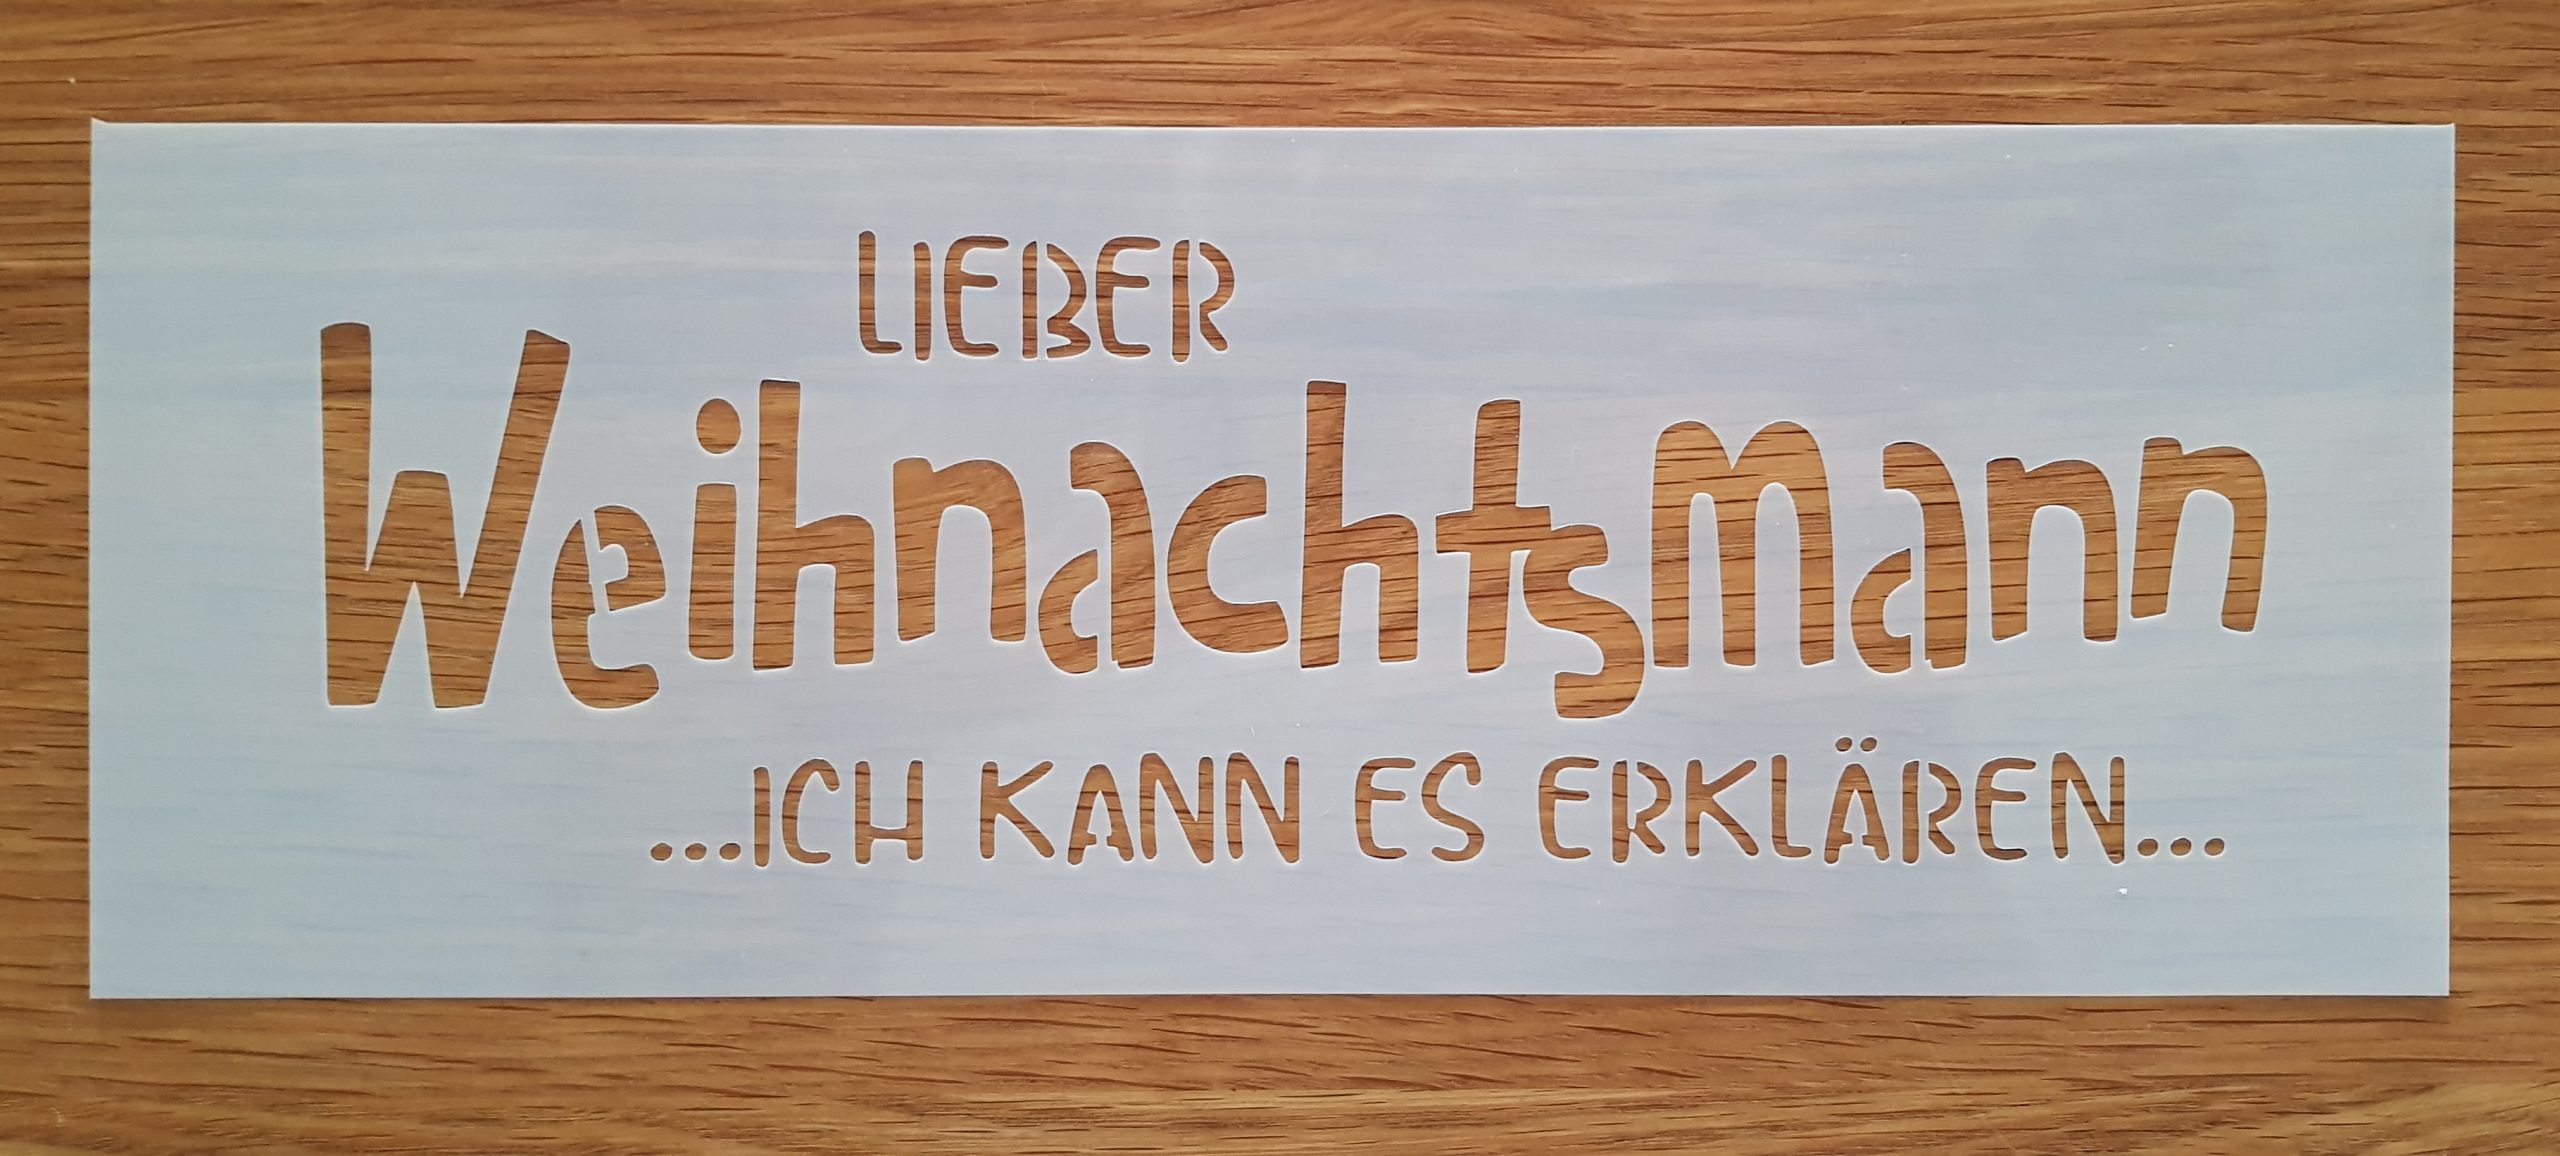 LIEBER
Weihnachtsmann
...ICH KANN ES ERKLÄREN...